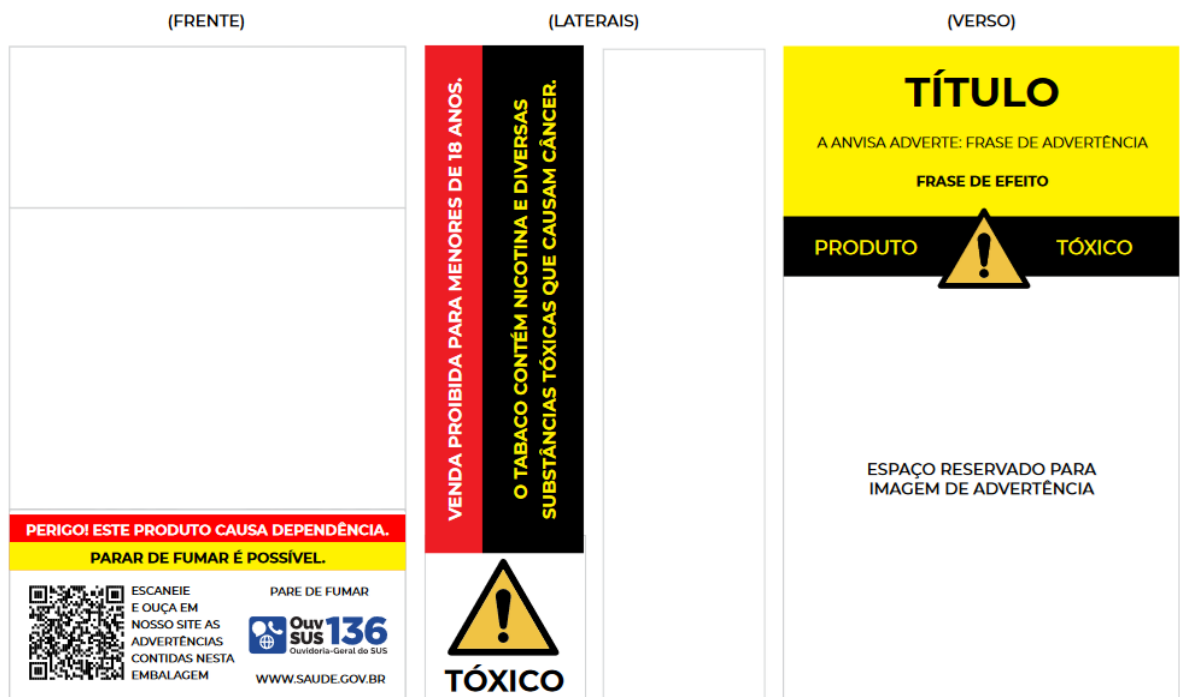 (FRENTE)
(LATERAIS)
(VERSO)
PERIGO! ESTE PRODUTO CAUSA DEPENDÊNCIA.
PARAR DE FUMAR É POSSÍVEL.
ESCANEIE
E OUÇA EM
NOSSO SITE AS
ADVERTÊNCIAS
CONTIDAS NESTA
EMBALAGEM
PARE DE FUMAR
Ouv
SUS 136
Ouvidoria-Geral do SUS
WWW.SAUDE.GOV.BR
VENDA PROIBIDA PARA MENORES DE 18 ANOS.
O TABACO CONTÉM NICOTINA E DIVERSAS
SUBSTÂNCIAS TÓXICAS QUE CAUSAM CÂNCER.
TÓXICO
TÍTULO
A ANVISA ADVERTE: FRASE DE ADVERTÊNCIA
FRASE DE EFEITO
PRODUTO TÓXICO
ESPAÇO RESERVADO PARA
IMAGEM DE ADVERTÊNCIA